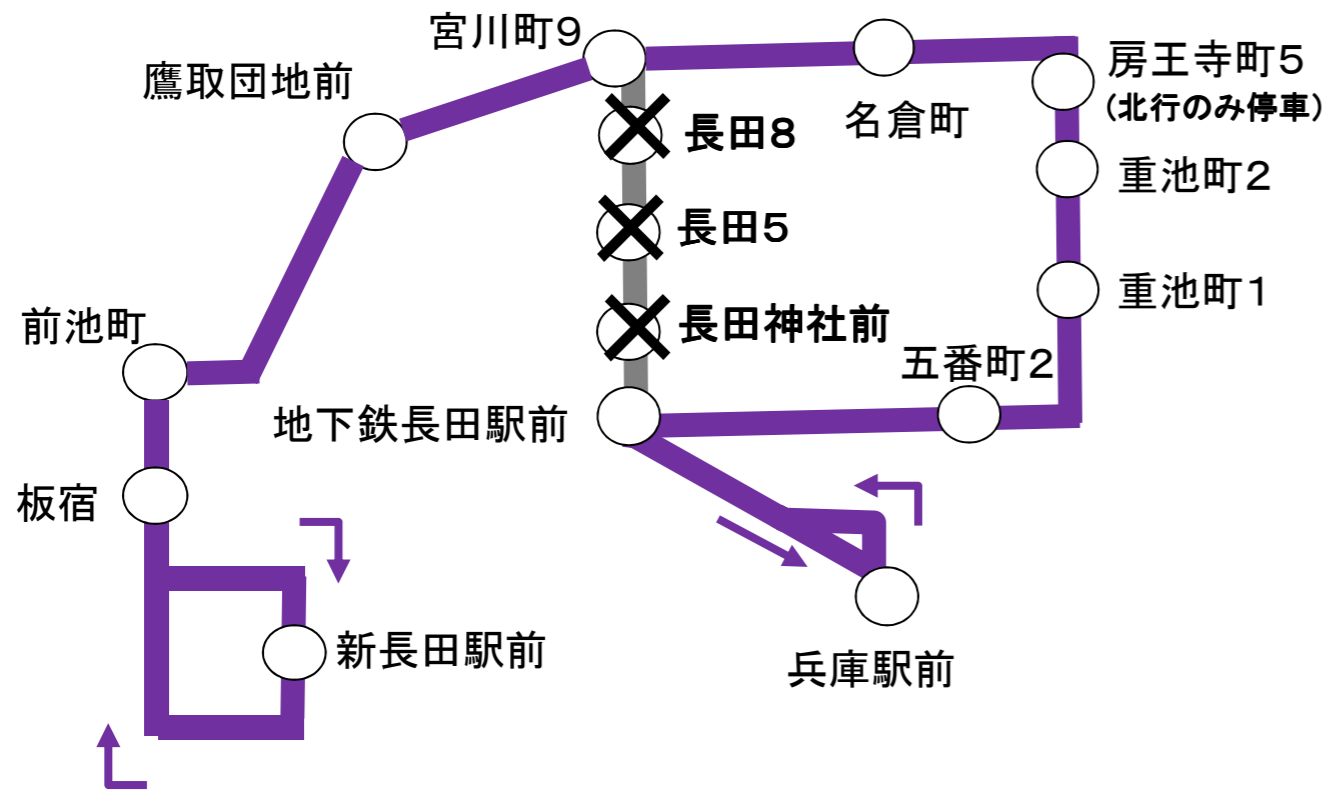 宮川町9
鷹取団地前
房王寺町5
(北行のみ停車)
名倉町
長田8
重池町2
長田5
重池町1
前池町
長田神社前
五番町2
地下鉄長田駅前
板宿
新長田駅前
兵庫駅前